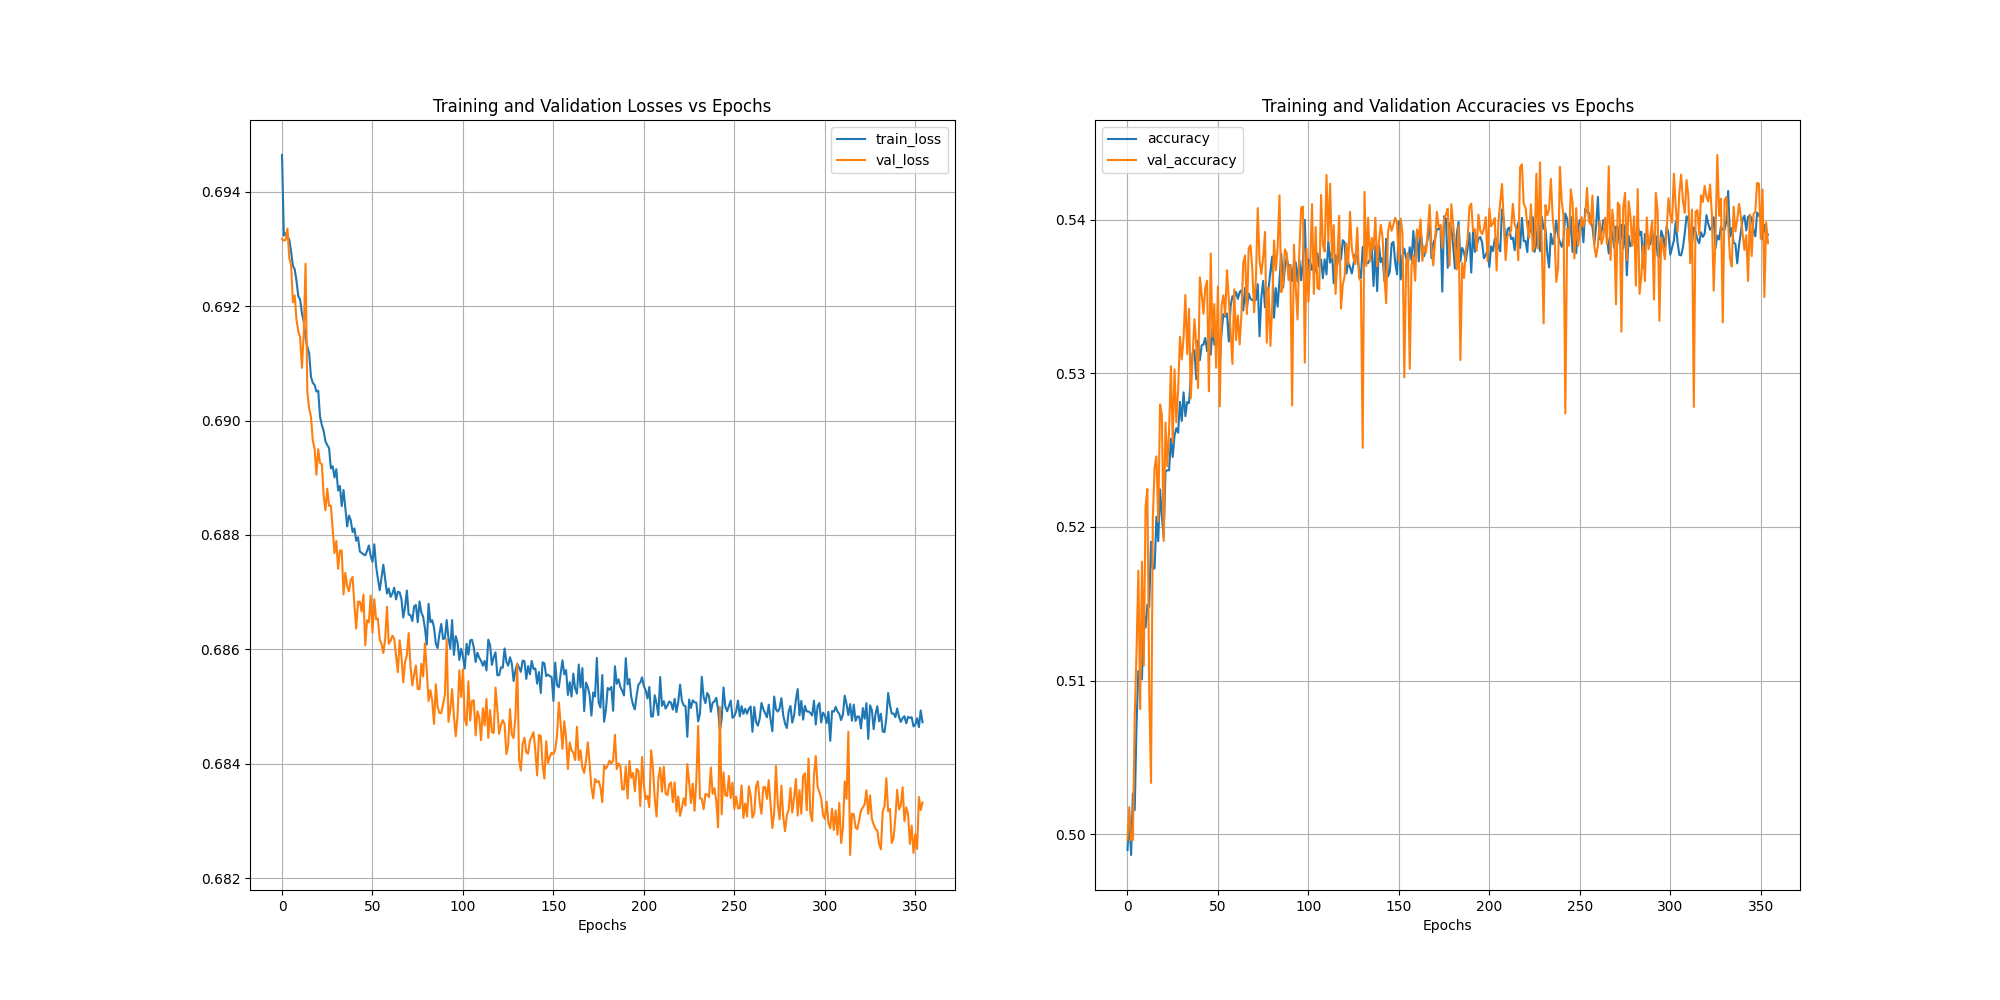 Training and Validation Losses vs Epochs
train_loss
val_loss
0.694
0.692
0.690
0.688
0.686
0.684
0.682
0 50 100 150 200 250 300 350
Epochs
Training and Validation Accuracies vs Epochs
accuracy
val_accuracy
0.54
0.53
0.52
0.51
0.50
0 50 100 150 200 250 300 350
Epochs